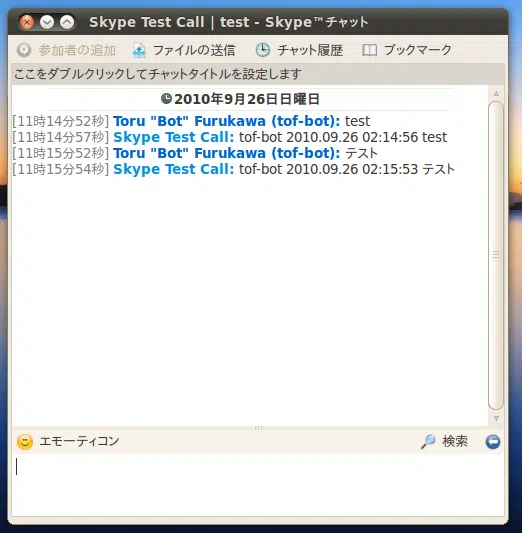 Skype Test Call | test - Skype™チャット
参加者の追加 ファイルの送信 チャット履歴 ブックマーク
ここをダブルクリックしてチャットタイトルを設定します
2010年9月26日日曜日
[11時14分52秒] Toru "Bot" Furukawa (tof-bot): test
[11時14分57秒] Skype Test Call: tof-bot 2010.09.26 02:14:56 test
[11時15分52秒] Toru "Bot" Furukawa (tof-bot): テスト
[11時15分54秒] Skype Test Call: tof-bot 2010.09.26 02:15:53 テスト
エモーティコン 検索